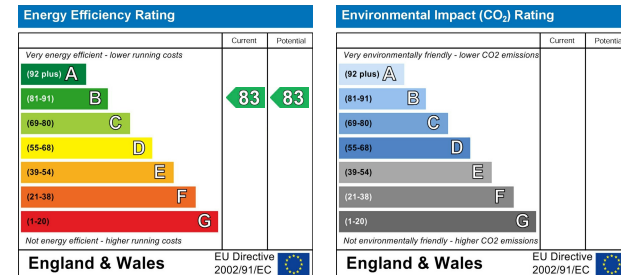 Energy Efficiency Rating
Current Potential
Very energy efficient - lower running costs
(92 plus) A
(81-91) B 83 83
(69-80) C
(55-68) D
(39-54) E
(21-38) F
(1-20) G
Not energy efficient - higher running costs
England & Wales
EU Directive
2002/91/EC
Environmental Impact (CO₂) Rating
Current Potentia
Very environmentally friendly - lower CO2 emissions
(92 plus) A
(81-91) B
(69-80) C
(55-68) D
(39-54) E
(21-38) F
(1-20) G
Not environmentally friendly - higher CO2 emissions
England & Wales
EU Directive
2002/91/EC